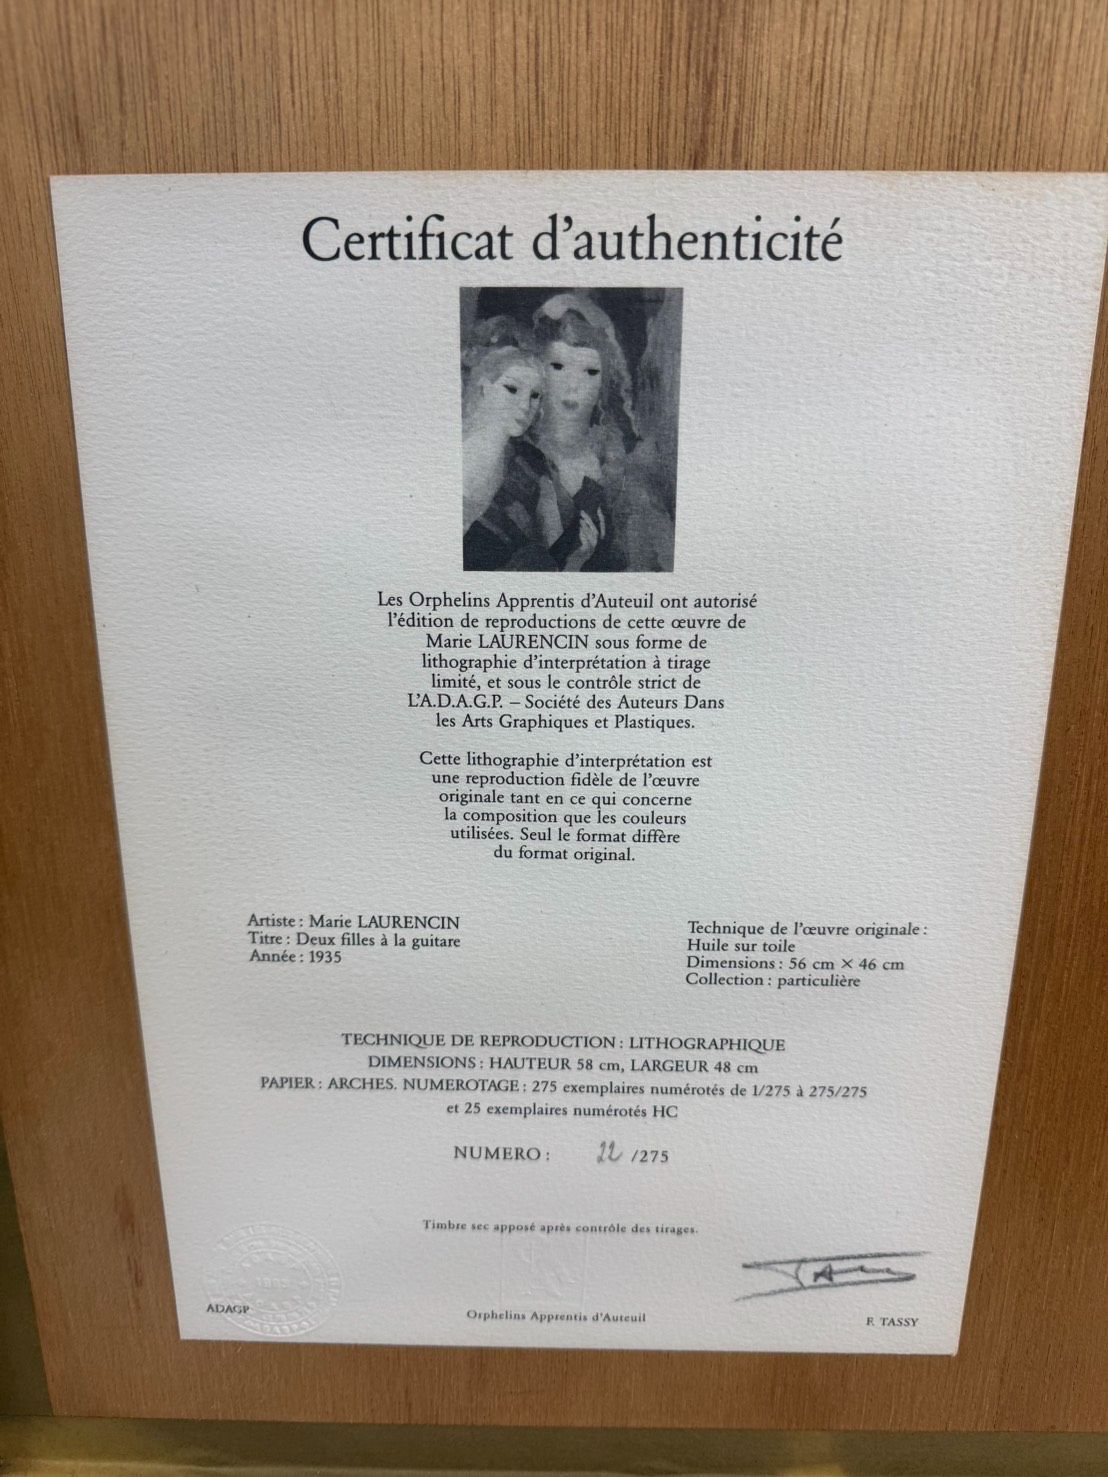 Certificat d'authenticité
Les Orphelins Apprentis d'Auteuil ont autorisé
l'édition de reproductions de cette œuvre de
Marie LAURENCIN sous forme de
lithographie d'interprétation à tirage
limité, et sous le contrôle strict de
L'A.D.A.G.P. – Société des Auteurs Dans
les Arts Graphiques et Plastiques.
Cette lithographie d'interprétation est
une reproduction fidèle de l'œuvre
originale tant en ce qui concerne
la composition que les couleurs
utilisées. Seul le format diffère
du format original.
Artiste : Marie LAURENCIN
Titre : Deux filles à la guitare
Année : 1935
Technique de l'œuvre originale :
Huile sur toile
Dimensions : 56 cm × 46 cm
Collection : particulière
TECHNIQUE DE REPRODUCTION : LITHOGRAPHIQUE
DIMENSIONS : HAUTEUR 58 cm, LARGEUR 48 cm
PAPIER : ARCHES. NUMEROTAGE : 275 exemplaires numérotés de 1/275 à 275/275
et 25 exemplaires numérotés HC
NUMERO : 22 /275
Timbre sec apposé après contrôle des tirages.
ADAGP
Orphelins Apprentis d'Auteuil
F. TASSY